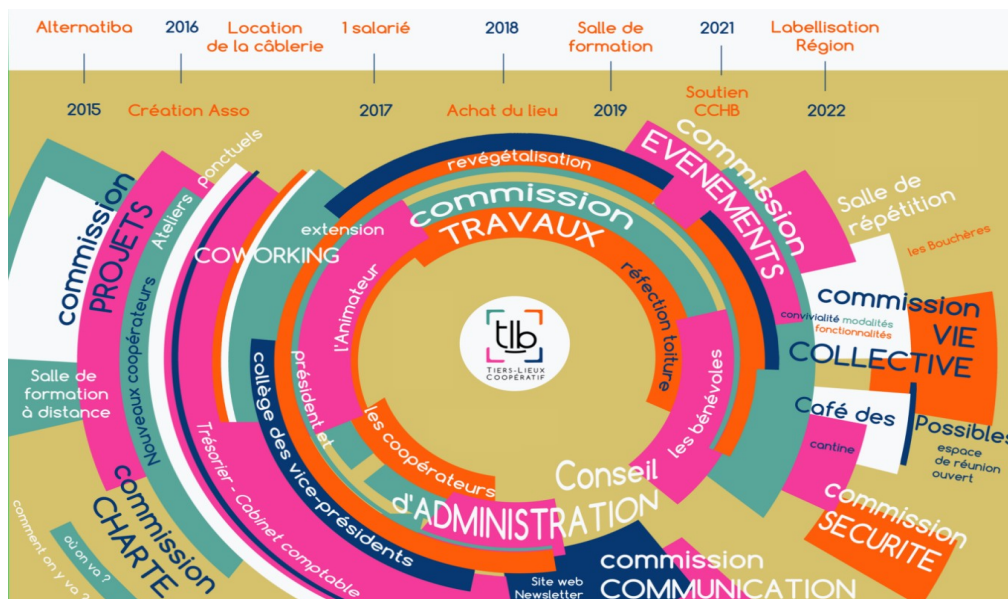 Alternatiba
2016
Location
de la câblerie
1 salarié
2018
Salle de
formation
2021
Labellisation
Région
2015
Création Asso
2017
Achat du lieu
2019
Soutien
CCHB
2022
commission
PROJETS
Ateliers ponctuels
Nouveaux coopérateurs
Salle de
formation
à distance
commission
CHARTE
où on va ?
comment on y va ?
COWORKING
extension
revégétalisation
commission
TRAVAUX
réfection toiture
l'Animateur
président et
collège des vice-présidents
Trésorier - Cabinet comptable
les coopérateurs
tlb
TIERS-LIEUX
COOPÉRATIF
les bénévoles
Conseil
d'ADMINISTRATION
commission
EVENEMENTS
Salle de
répétition
les Bouchères
commission
VIE
COLLECTIVE
convivialité modalités
fonctionnalités
Café des
Possibles
cantine
espace
de réunion
ouvert
commission
SECURITE
commission
COMMUNICATION
Site web
Newsletter